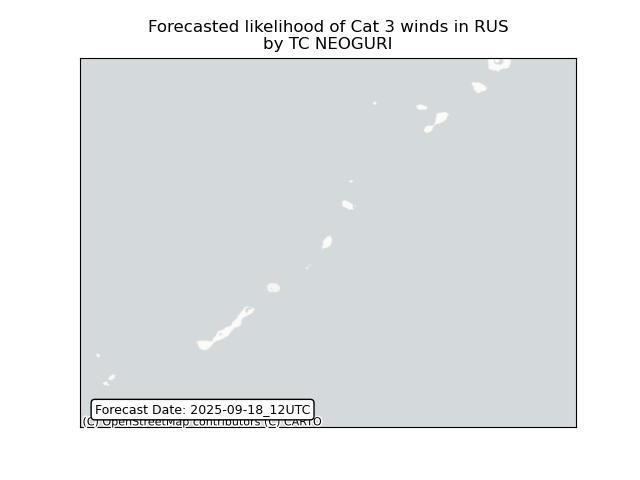 Forecasted likelihood of Cat 3 winds in RUS
by TC NEOGURI
Forecast Date: 2025-09-18_12UTC
(C) OpenStreetMap contributors (C) CARTO